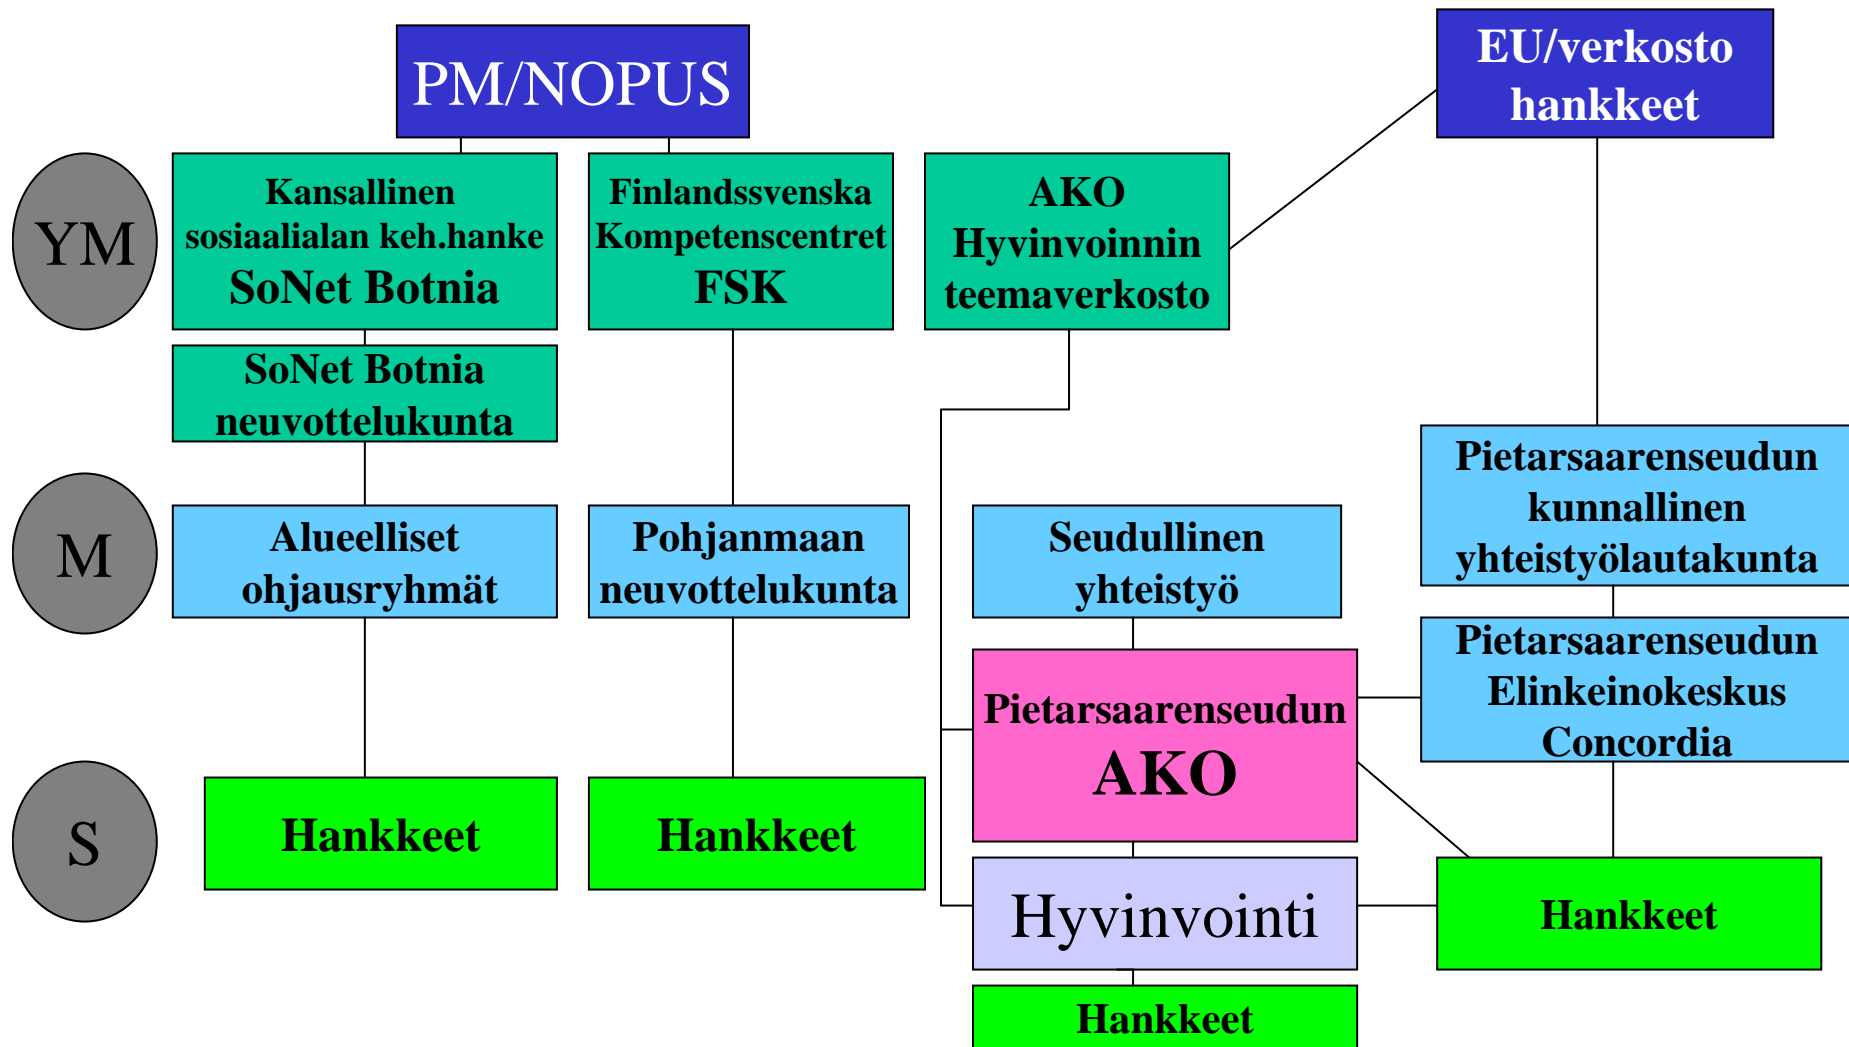 PM/NOPUS
EU/verkosto
hankkeet
YM
Kansallinen
sosiaalialan keh.hanke
SoNet Botnia
Finlandssvenska
Kompetenscentret
FSK
AKO
Hyvinvoinnin
teemaverkosto
SoNet Botnia
neuvottelukunta
M
Alueelliset
ohjausryhmät
Pohjanmaan
neuvottelukunta
Seudullinen
yhteistyö
Pietarsaarenseudun
kunnallinen
yhteistyölautakunta
Pietarsaarenseudun
AKO
Pietarsaarenseudun
Elinkeinokeskus
Concordia
S
Hankkeet
Hankkeet
Hyvinvointi
Hankkeet
Hankkeet